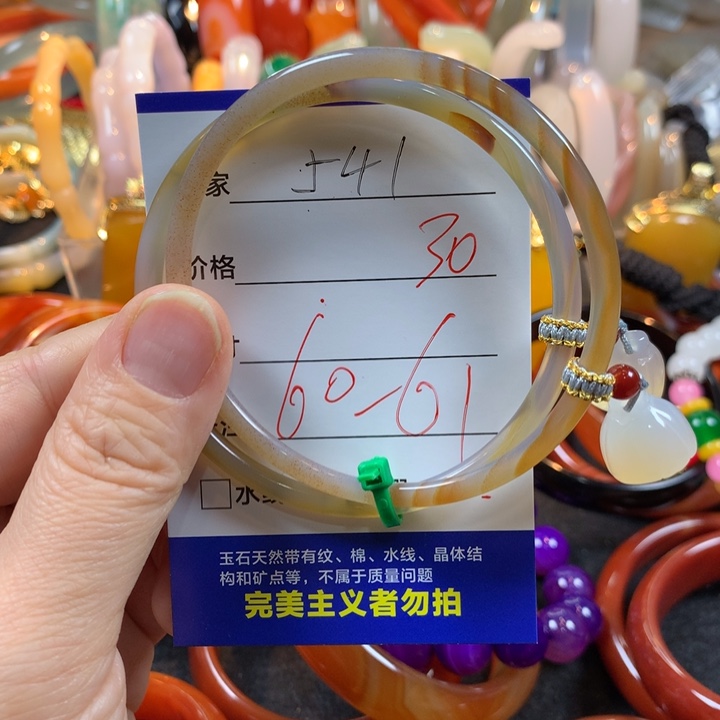 家 541
价格 30
60-61
水
玉石天然带有纹、棉、水线、晶体结
构和矿点等，不属于质量问题
完美主义者勿拍